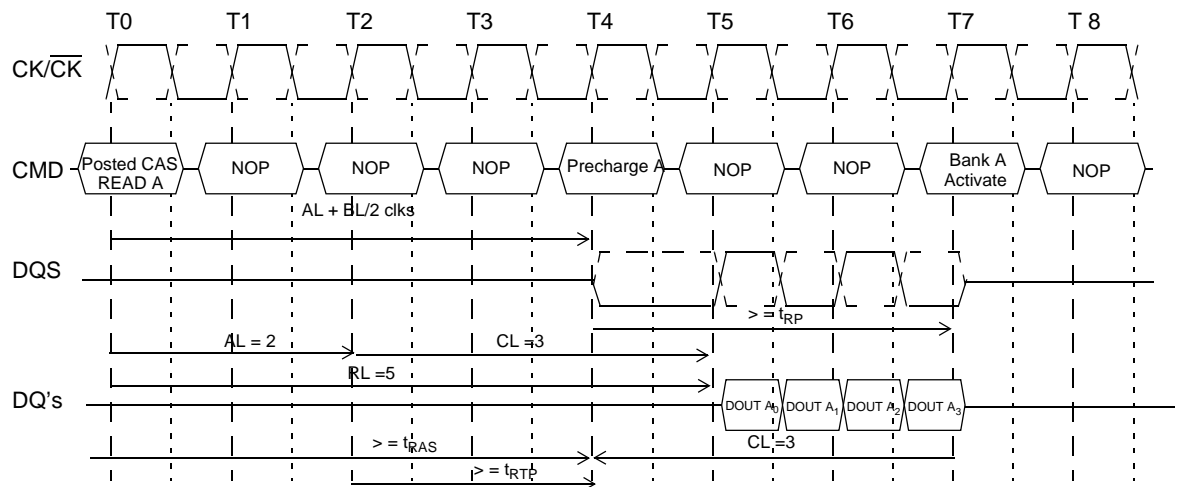 T0 T1 T2 T3 T4 T5 T6 T7 T 8
CK/CK
CMD
Posted CAS
READ A
NOP
NOP
NOP
Precharge A
NOP
NOP
Bank A
Activate
NOP
AL + BL/2 clks
DQS
> = tRP
AL = 2
CL =3
RL =5
DQ's
DOUT A0
DOUT A1
DOUT A2
DOUT A3
> = tRAS
CL =3
> = tRTP